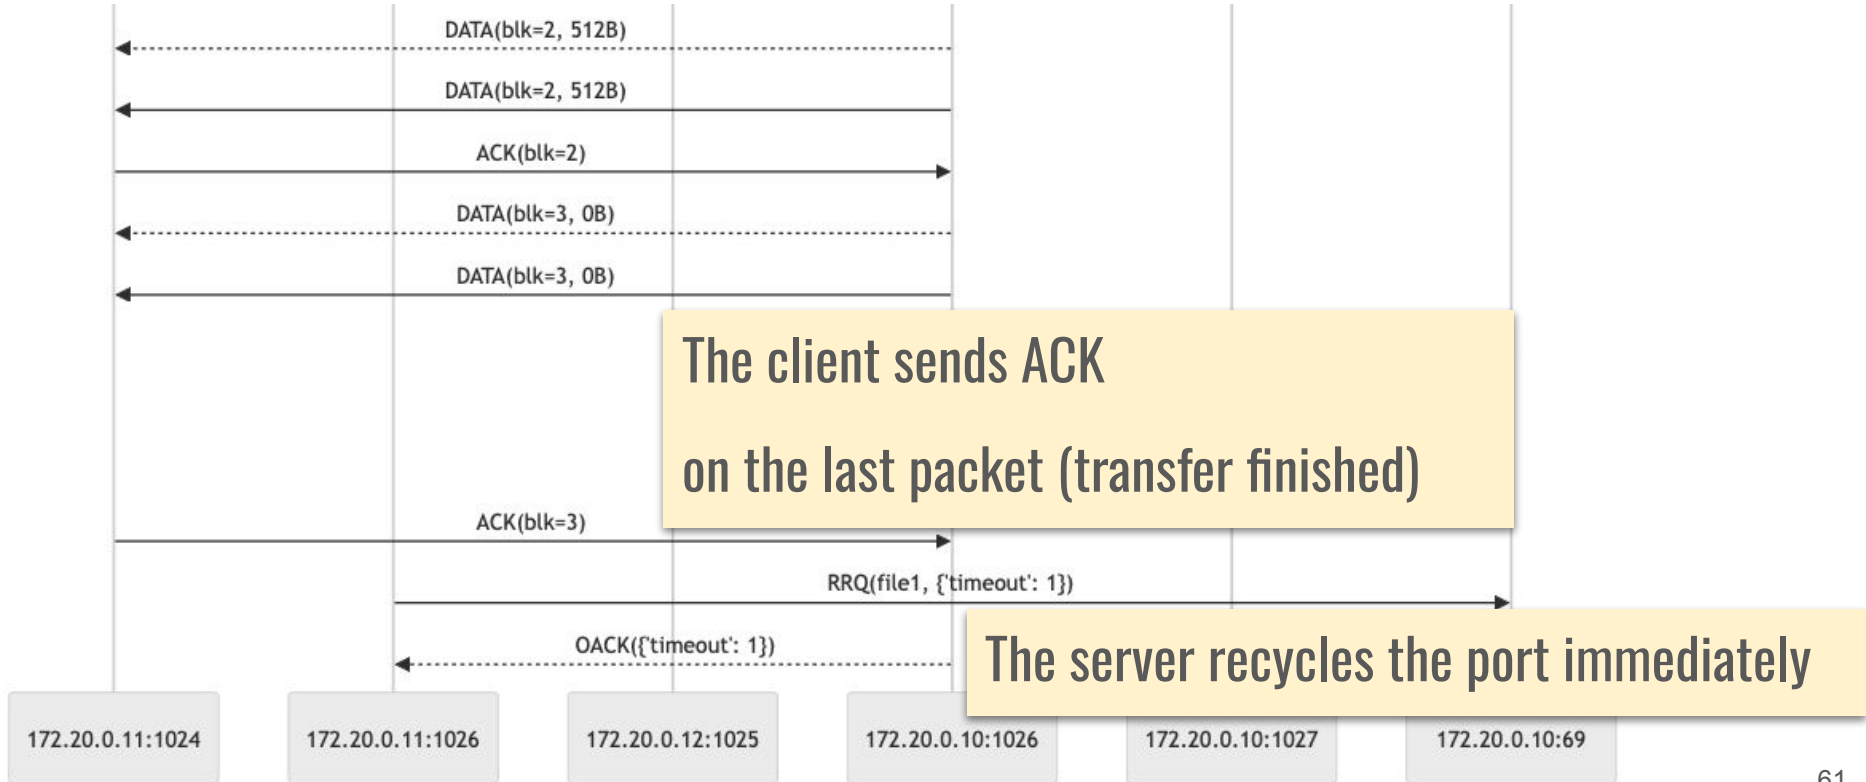 DATA(blk=2, 512B)
DATA(blk=2, 512B)
ACK(blk=2)
DATA(blk=3, 0B)
DATA(blk=3, 0B)
The client sends ACK
on the last packet (transfer finished)
ACK(blk=3)
RRQ(file1, {'timeout': 1})
OACK({'timeout': 1})
The server recycles the port immediately
172.20.0.11:1024
172.20.0.11:1026
172.20.0.12:1025
172.20.0.10:1026
172.20.0.10:1027
172.20.0.10:69
61